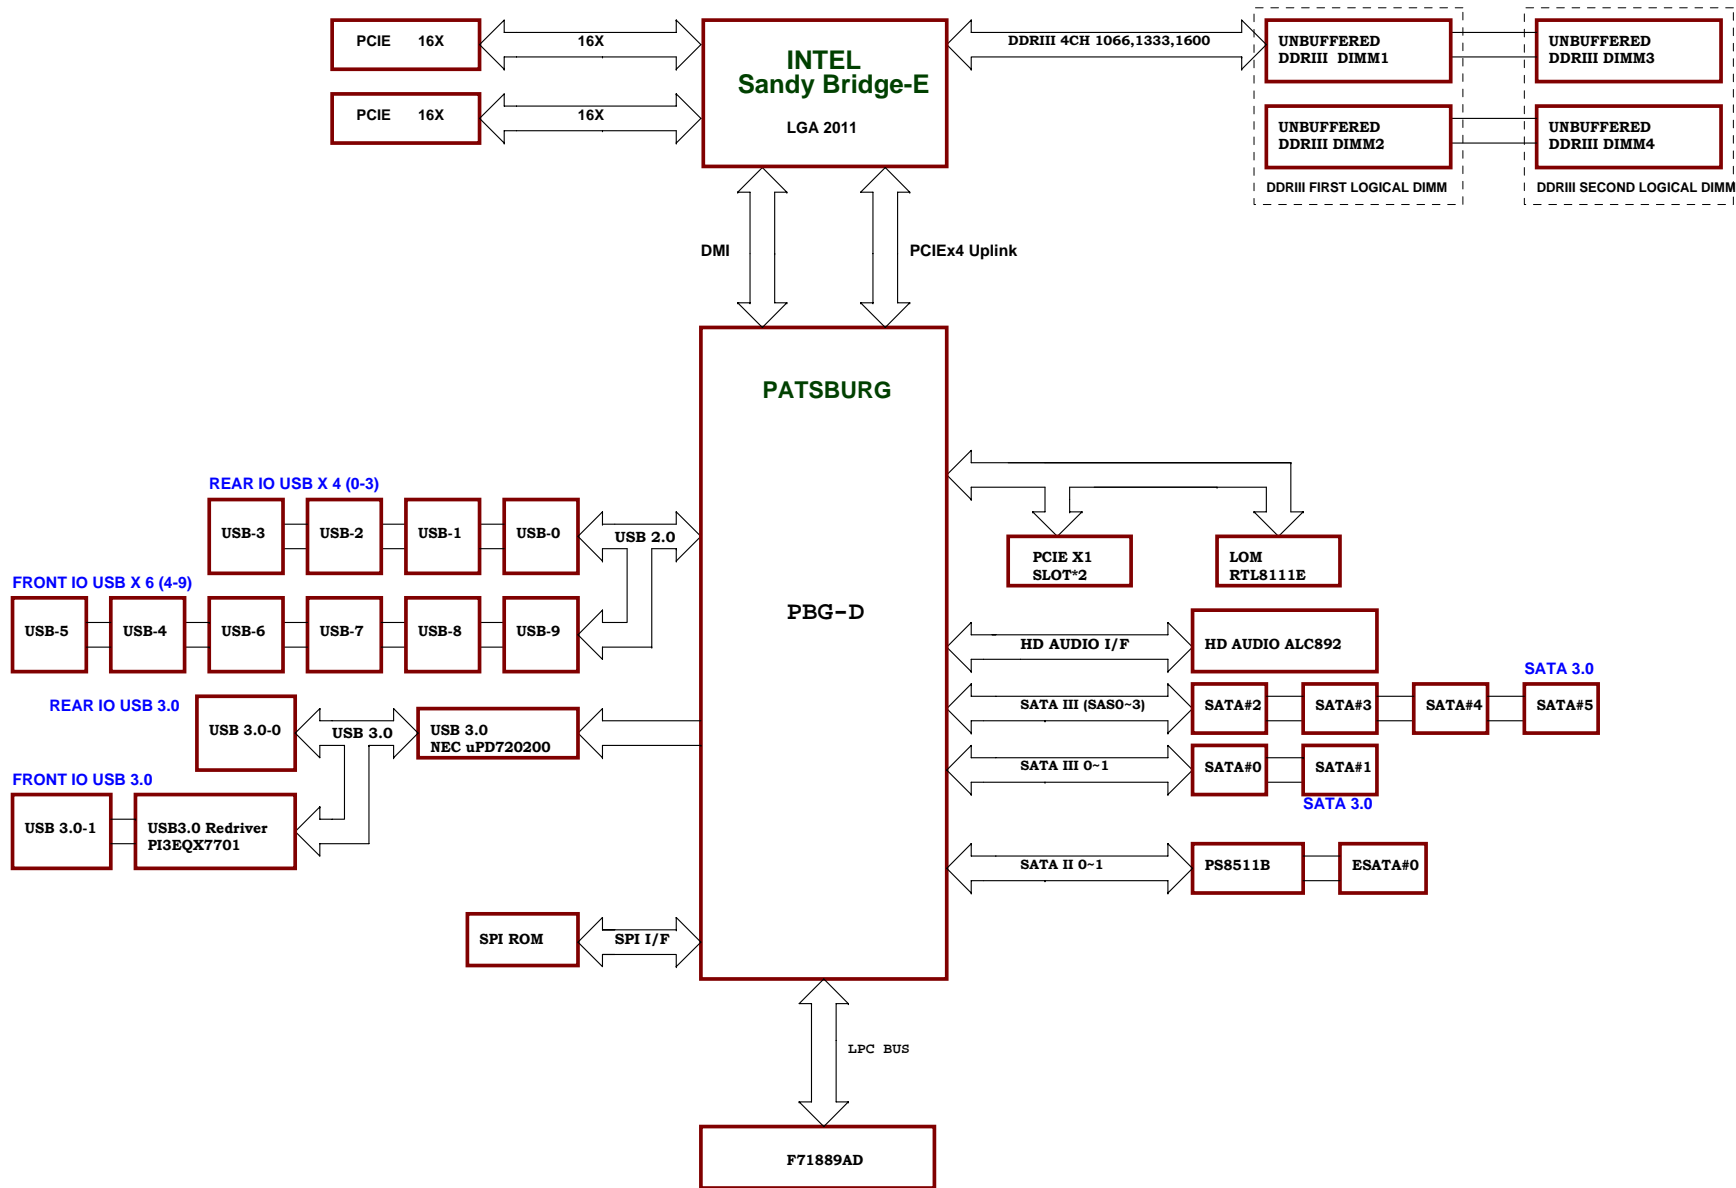 PCIE 16X
16X
INTEL
Sandy Bridge-E
LGA 2011
DDRIII 4CH 1066,1333,1600
UNBUFFERED
DDRIII DIMM1
UNBUFFERED
DDRIII DIMM3
PCIE 16X
16X
UNBUFFERED
DDRIII DIMM2
UNBUFFERED
DDRIII DIMM4
DDRIII FIRST LOGICAL DIMM
DDRIII SECOND LOGICAL DIMM
DMI
PCIEx4 Uplink
PATSBURG
PBG-D
REAR IO USB X 4 (0-3)
USB-3
USB-2
USB-1
USB-0
USB 2.0
FRONT IO USB X 6 (4-9)
USB-5
USB-4
USB-6
USB-7
USB-8
USB-9
REAR IO USB 3.0
USB 3.0-0
USB 3.0
USB 3.0
NEC uPD720200
FRONT IO USB 3.0
USB 3.0-1
USB3.0 Redriver
PI3EQX7701
SPI ROM
SPI I/F
PCIE X1
SLOT*2
LOM
RTL8111E
HD AUDIO I/F
HD AUDIO ALC892
SATA 3.0
SATA III (SAS0~3)
SATA#2
SATA#3
SATA#4
SATA#5
SATA III 0~1
SATA#0
SATA#1
SATA 3.0
SATA II 0~1
PS8511B
ESATA#0
LPC BUS
F71889AD